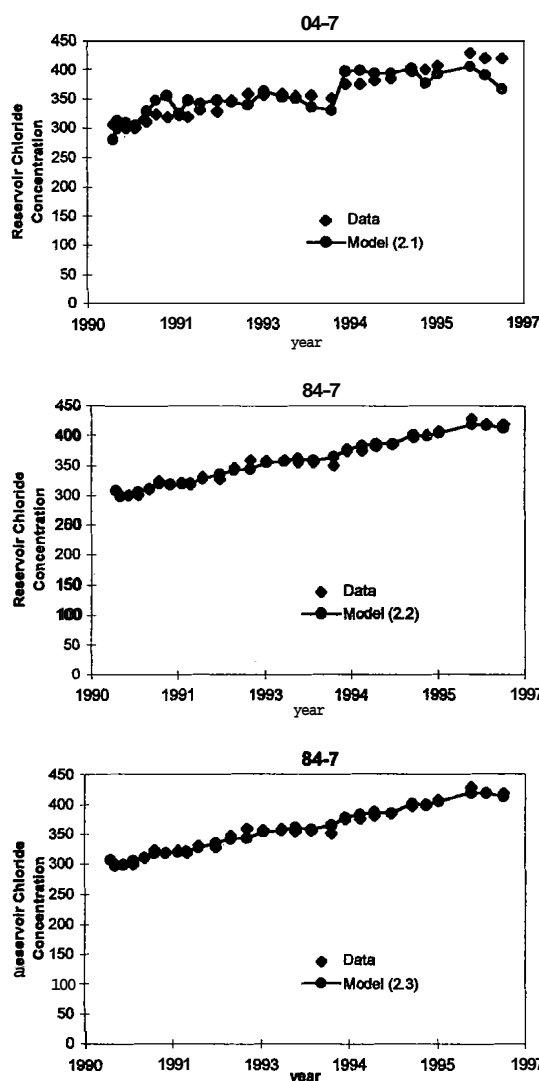 04-7
450
400
350
300
250
200
150
100
50
0
Reservoir Chloride
Concentration
Data
Model (2.1)
1990 1991 1993 1994 1995 1997
year
84-7
450
400
350
300
260
200
150
100
50
0
Reservoir Chloride
Concentration
Data
Model (2.2)
1990 1991 1993 1994 1995 1997
year
84-7
450
400
350
300
250
200
150
100
50
0
Reservoir Chloride
Concentration
Data
Model (2.3)
1990 1991 1993 1994 1995 1997
year